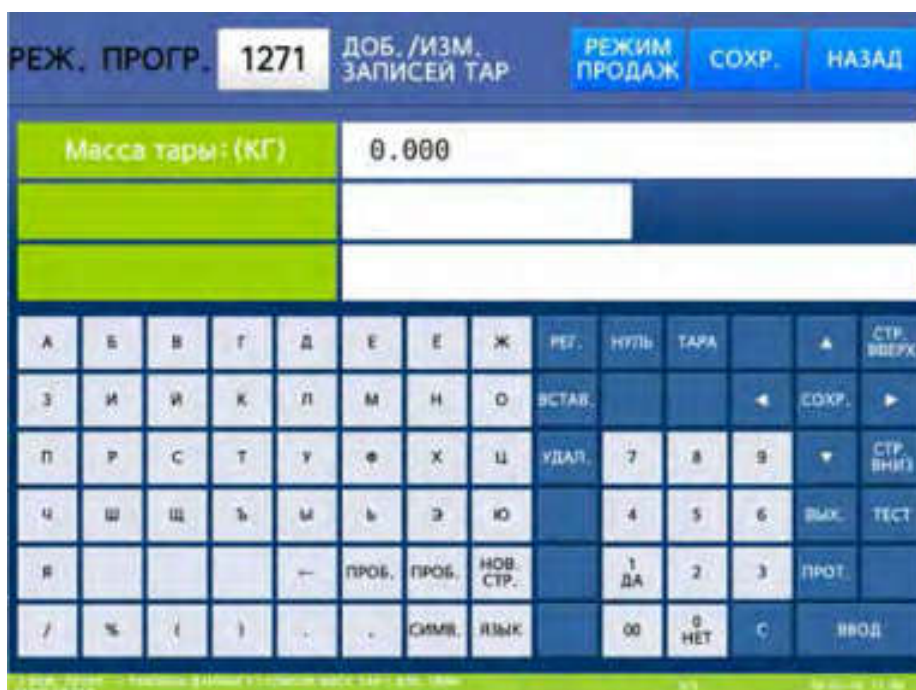 РЕЖ. ПРОГР. 1271 ДОБ./ИЗМ. ЗАПИСЕЙ ТАР РЕЖИМ ПРОДАЖ СОХР. НАЗАД
Масса тары:(КГ) 0.000
А Б В Г Д Е Ё Ж РЕГ. НУЛЬ ТАРА ▲ СТР. ВВЕРХ
З И Й К Л М Н О ВСТАВ. ◄ СОХР. ►
П Р С Т У Ф Х Ц УДАЛ. 7 8 9 ▼ СТР. ВНИЗ
Ч Ш Щ Ъ Ы Ь Э Ю 4 5 6 ВЫХ. ТЕСТ
Я ← ПРОБ. ПРОБ. НОВ. СТР. 1 ДА 2 3 ПРОТ.
/ % ( ) СИМВ. ЯЗЫК 00 0 НЕТ С ВВОД